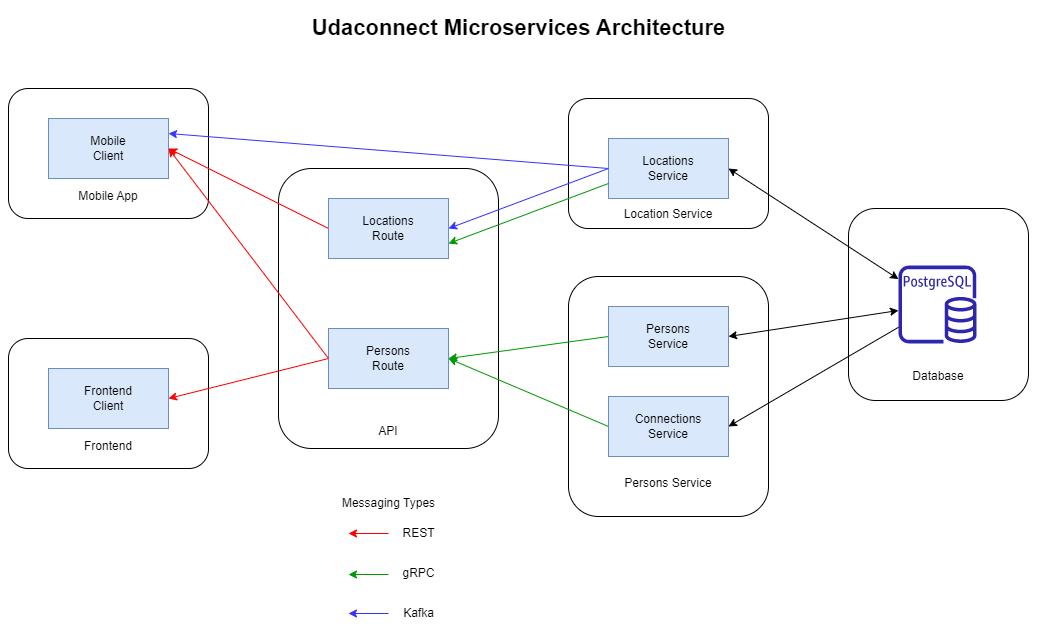 Udaconnect Microservices Architecture
Mobile
Client
Mobile App
Locations
Route
Persons
Route
API
Frontend
Client
Frontend
Locations
Service
Location Service
Persons
Service
Connections
Service
Persons Service
PostgreSQL
Database
Messaging Types
REST
gRPC
Kafka